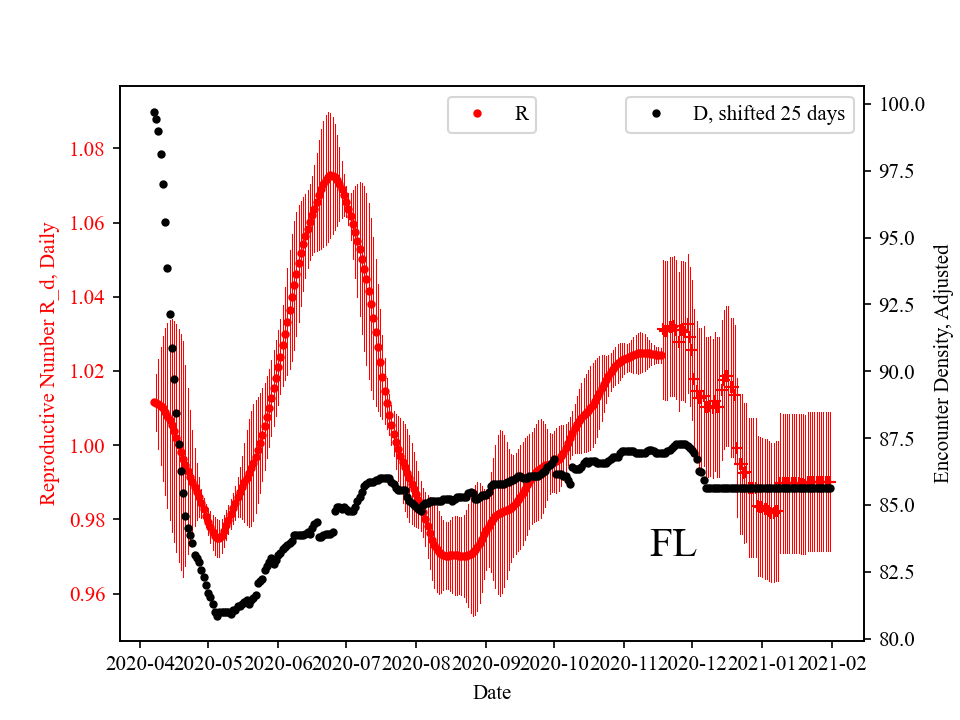 R
D, shifted 25 days
1.08
1.06
1.04
1.02
1.00
0.98
0.96
Reproductive Number R_d, Daily
100.0
97.5
95.0
92.5
90.0
87.5
85.0
82.5
80.0
Encounter Density, Adjusted
FL
2020-04 2020-05 2020-06 2020-07 2020-08 2020-09 2020-10 2020-11 2020-12 2021-01 2021-02
Date